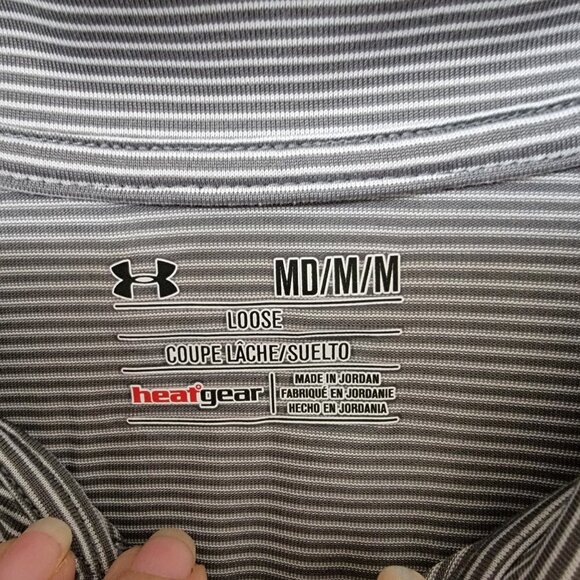 MD/M/M
LOOSE
COUPE LÂCHE/SUELTO
heatgear
MADE IN JORDAN
FABRIQUÉ EN JORDANIE
HECHO EN JORDANIA